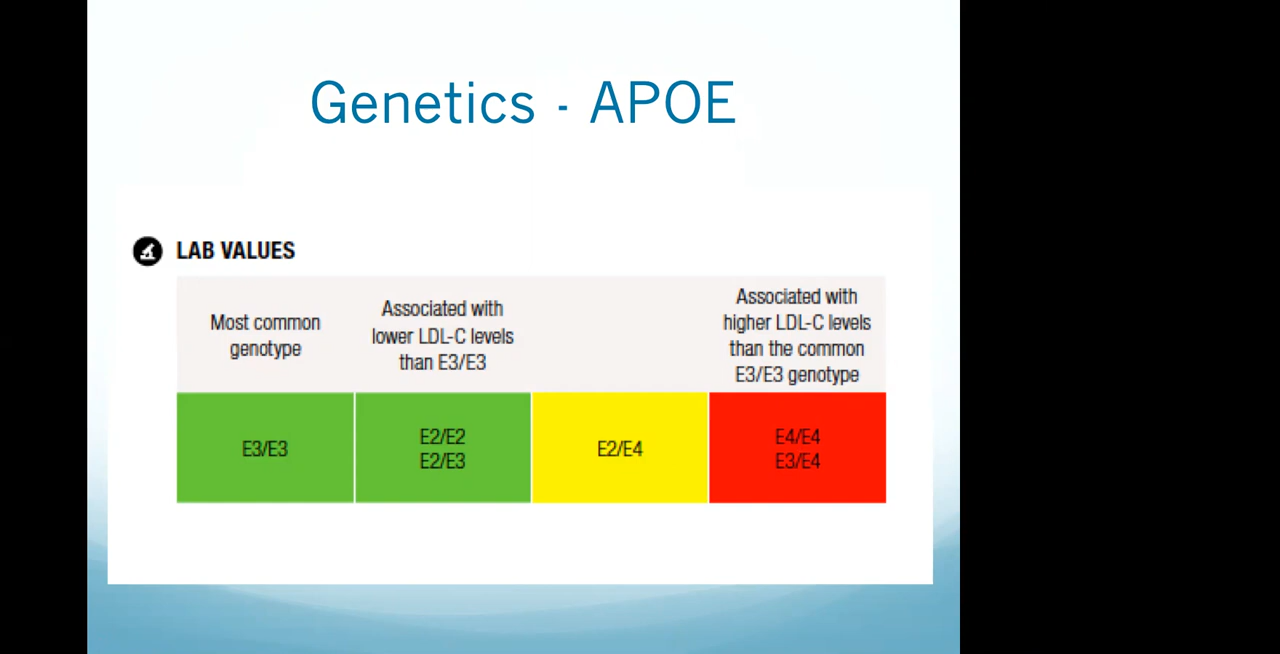 Genetics - APOE
LAB VALUES
Most common
genotype
Associated with
lower LDL-C levels
than E3/E3
Associated with
higher LDL-C levels
than the common
E3/E3 genotype
E3/E3
E2/E2
E2/E3
E2/E4
E4/E4
E3/E4